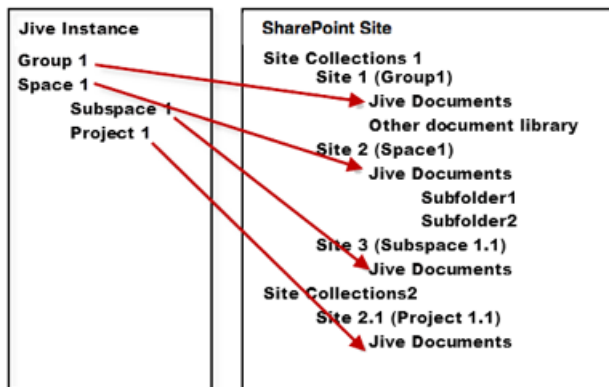 Jive Instance
Group 1
Space 1
Subspace 1
Project 1
SharePoint Site
Site Collections 1
Site 1 (Group1)
Jive Documents
Other document library
Site 2 (Space1)
Jive Documents
Subfolder1
Subfolder2
Site 3 (Subspace 1.1)
Jive Documents
Site Collections2
Site 2.1 (Project 1.1)
Jive Documents